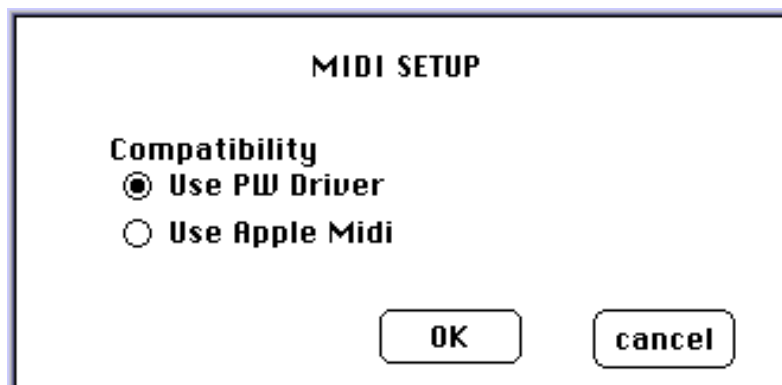 MIDI SETUP
Compatibility
Use PW Driver
Use Apple Midi
OK cancel